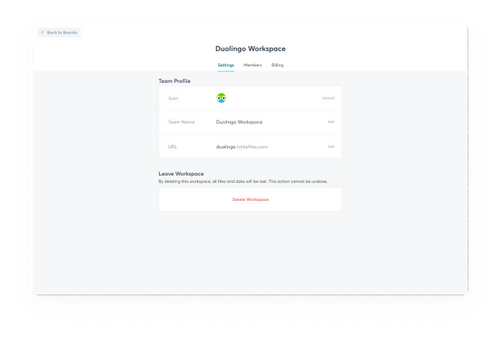 Back to Boards
Duolingo Workspace
Settings Members Billing
Team Profile
Icon Upload
Team Name Duolingo Workspace Edit
URL duolingo.lottiefiles.com Edit
Leave Workspace
By deleting this workspace, all files and data will be lost. This action cannot be undone.
Delete Workspace